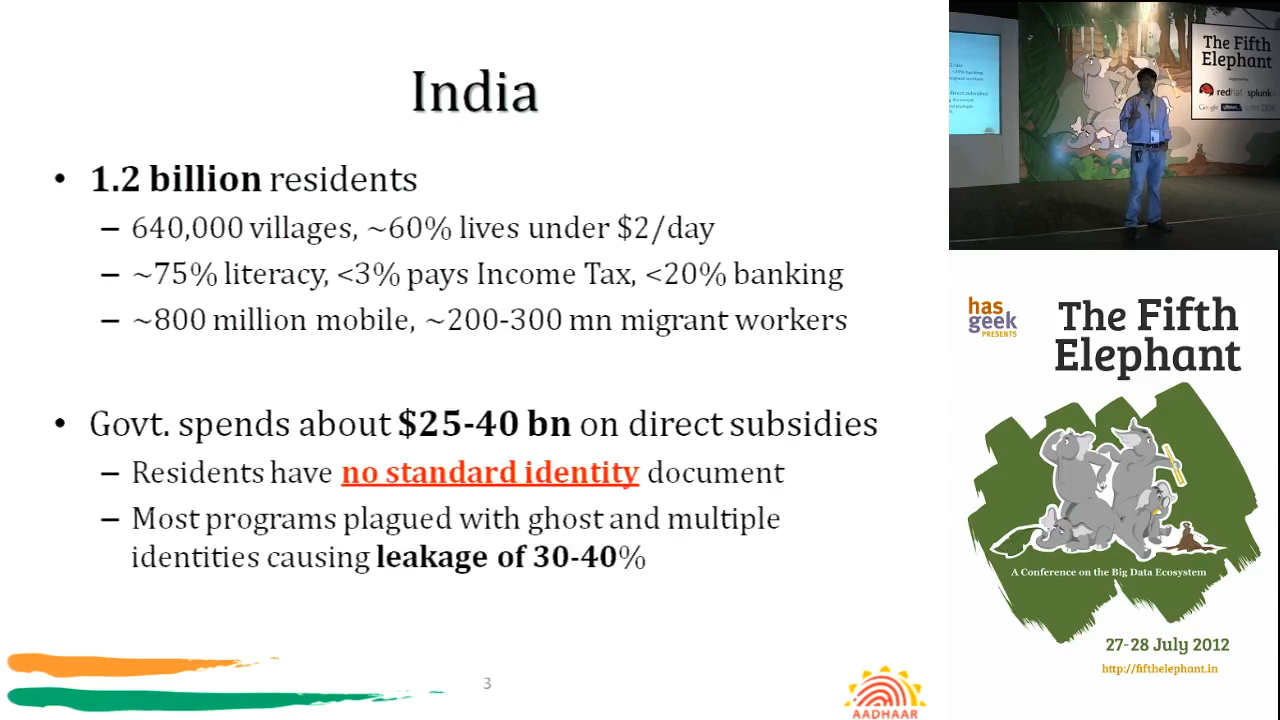 India
• 1.2 billion residents
– 640,000 villages, ~60% lives under $2/day
– ~75% literacy, <3% pays Income Tax, <20% banking
– ~800 million mobile, ~200-300 mn migrant workers
• Govt. spends about $25-40 bn on direct subsidies
– Residents have no standard identity document
– Most programs plagued with ghost and multiple
identities causing leakage of 30-40%
3
AADHAAR
The Fifth
Elephant
redhat splunk
Google
has
geek
PRESENTS
The Fifth
Elephant
A Conference on the Big Data Ecosystem
27-28 July 2012
http://fifthelephant.in